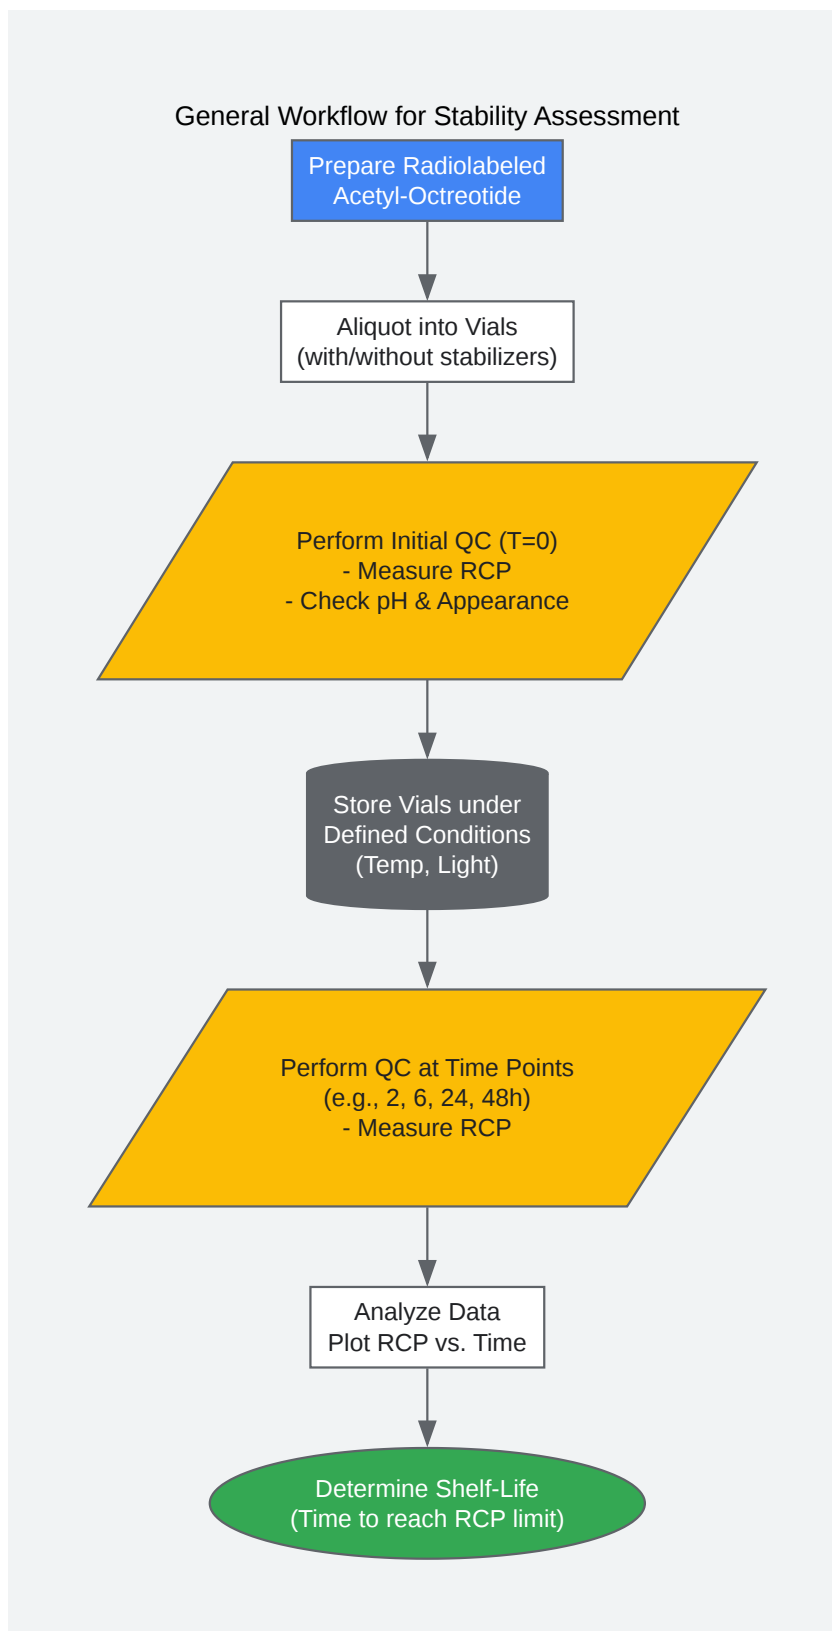 General Workflow for Stability Assessment
Prepare Radiolabeled
Acetyl-Octreotide
Aliquot into Vials
(with/without stabilizers)
Perform Initial QC (T=0)
- Measure RCP
- Check pH & Appearance
Store Vials under
Defined Conditions
(Temp, Light)
Perform QC at Time Points
(e.g., 2, 6, 24, 48h)
- Measure RCP
Analyze Data
Plot RCP vs. Time
Determine Shelf-Life
(Time to reach RCP limit)